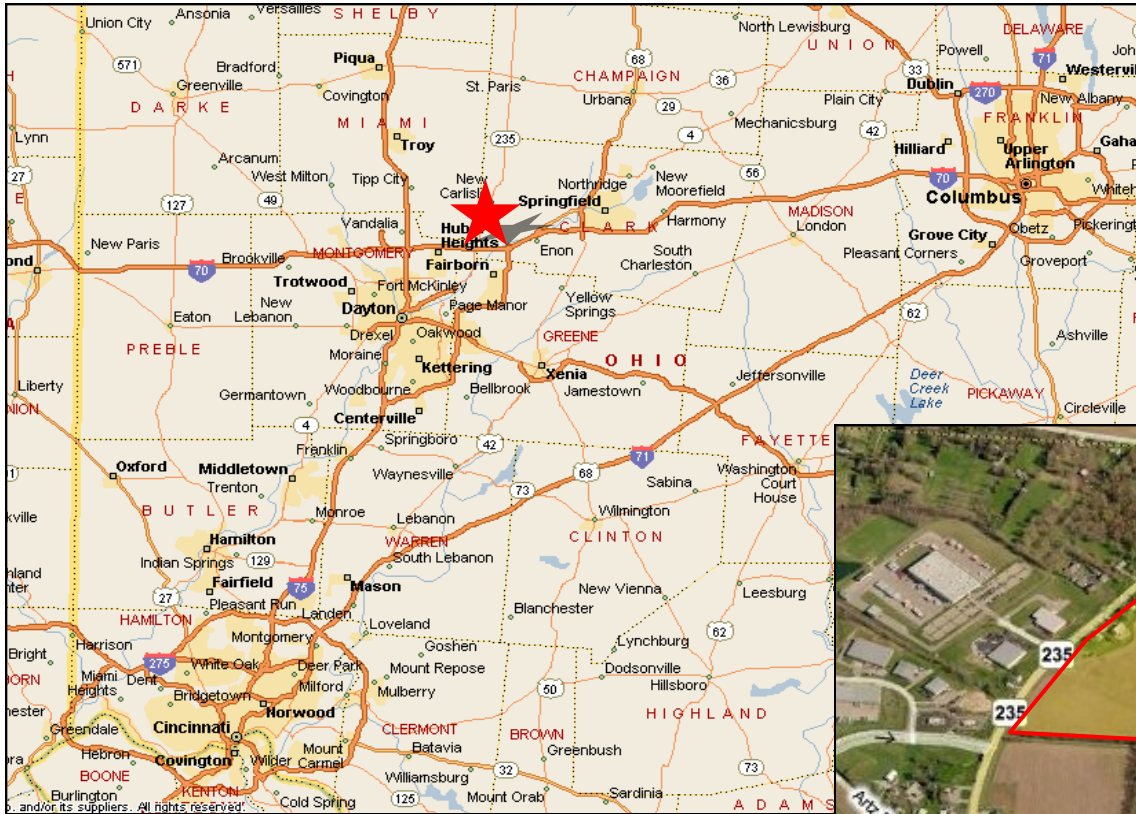 Union City
Ansonia
Versailles
SHELBY
North Lewisburg
DELAWARE
UNION
Powell
71
Piqua
68
33
Westervil
571
Bradford
CHAMPAIGN
36
Dublin
270
Greenville
Covington
St. Paris
Urbana
Plain City
New Albany
DARKE
29
FRANKLIN
MIAMI
Mechanicsburg
Lynn
Troy
235
4
42
Hilliard
Upper
Arlington
Gaha
Arcanum
New
Carlisl
New
Moorefield
56
27
West Milton
Tipp City
Northridge
70
Columbus
127
49
Springfield
MADISON
London
Vandalia
Hub
Heights
CLARK
Harmony
Grove City
Obetz
Pickering
New Paris
MONTGOMERY
Enon
South
Charleston
Pleasant Corners
Groveport
ond
70
Brookville
Fairborn
Trotwood
Fort McKinley
New
Lebanon
Dayton
Page Manor
Yellow
Springs
62
Eaton
Drexel
Oakwood
GREENE
Ashville
PREBLE
Moraine
OHIO
Kettering
Xenia
Liberty
Woodbourne
Bellbrook
Jamestown
Jeffersonville
Deer
Creek
Lake
PICKAWAY
NION
Germantown
Centerville
Circleville
4
Springboro
42
FAYETTE
Franklin
71
Oxford
Middletown
Waynesville
68
Washington
Court
House
Trenton
73
Sabina
BUTLER
Monroe
Wilmington
kville
Lebanon
Hamilton
WARREN
CLINTON
Indian Springs
129
South Lebanon
Fairfield
75
Mason
New Vienna
Leesburg
27
Pleasant Run
Landen
Blanchester
HAMILTON
Loveland
62
Harrison
Montgomery
Goshen
Lynchburg
235
Bright
275
White Oak
Deer Park
Mount Repose
Dodsonville
Miami
Heights
Dent
Milford
Hillsboro
Bridgetown
Mulberry
50
Norwood
HIGHLAND
235
Greendale
Cincinnati
CLERMONT
BROWN
Hebron
Covington
Mount
Carmel
Batavia
Greenbush
BOONE
Wilder
73
Burlington
KENTON
Williamsburg
32
Cold Spring
125
Mount Orab
Sardinia
ADAMS
Artz
and/or its suppliers. All rights reserved.